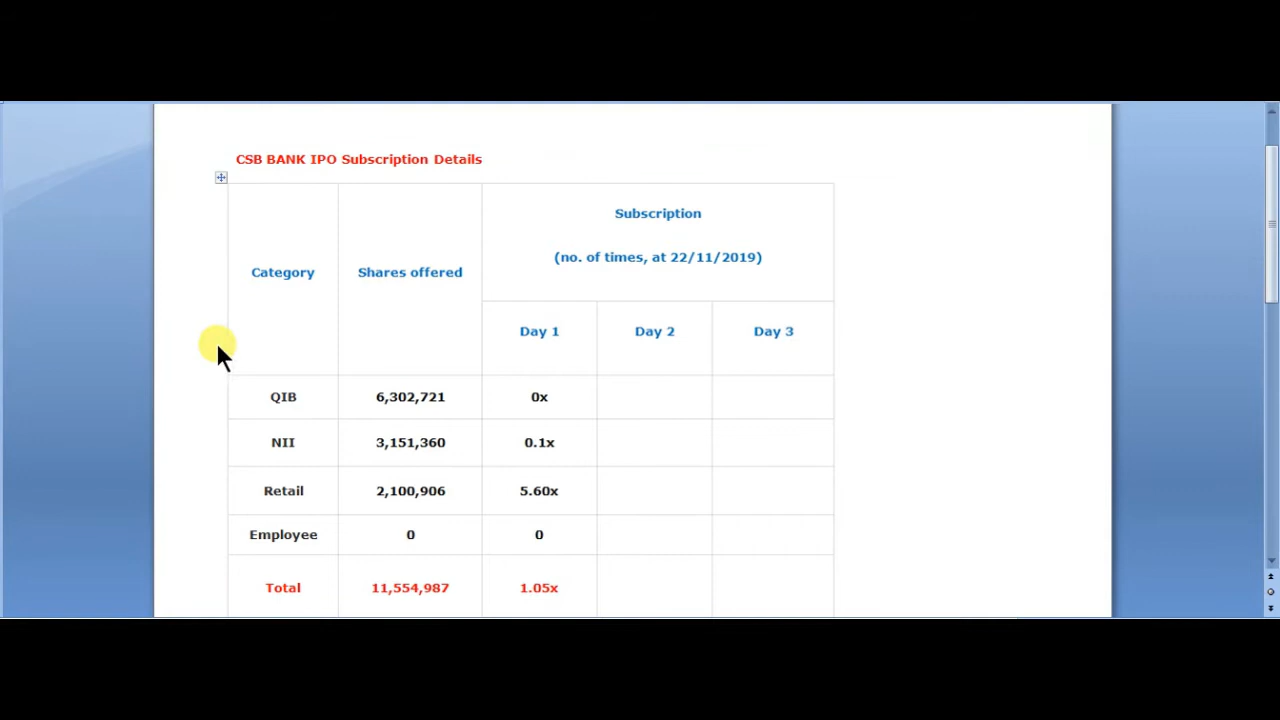 CSB BANK IPO Subscription Details
Subscription
(no. of times, at 22/11/2019)
Category Shares offered
Day 1 Day 2 Day 3
QIB 6,302,721 0x
NII 3,151,360 0.1x
Retail 2,100,906 5.60x
Employee 0 0
Total 11,554,987 1.05x